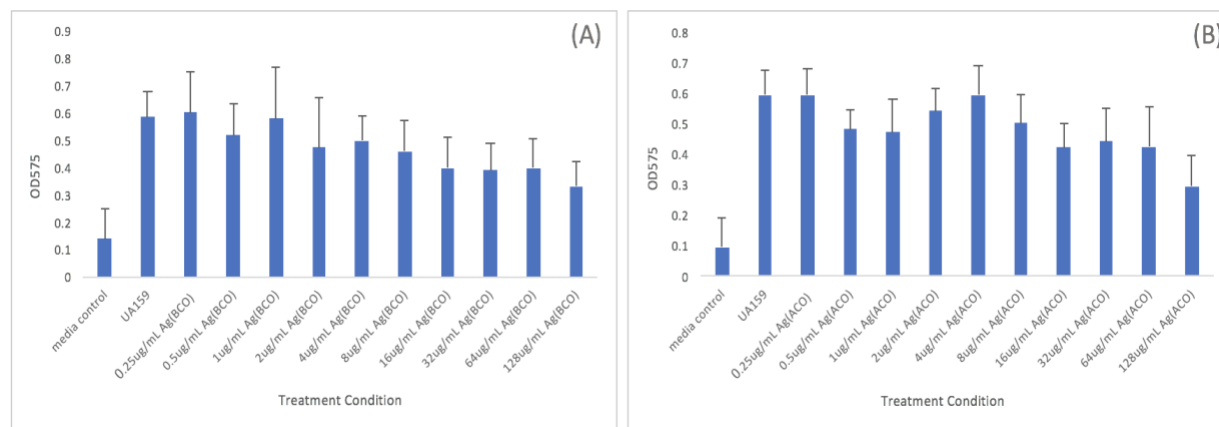 (A)
0.9
0.8
0.7
0.6
0.5
0.4
0.3
0.2
0.1
0
OD575
media control
UA159
0.25ug/mL Ag(BCO)
0.5ug/mL Ag(BCO)
1ug/mL Ag(BCO)
2ug/mL Ag(BCO)
4ug/mL Ag(BCO)
8ug/mL Ag(BCO)
16ug/mL Ag(BCO)
32ug/mL Ag(BCO)
64ug/mL Ag(BCO)
128ug/mL Ag(BCO)
Treatment Condition
(B)
0.8
0.7
0.6
0.5
0.4
0.3
0.2
0.1
0
OD575
media control
UA159
0.25ug/mL Ag(ACO)
0.5ug/mL Ag(ACO)
1ug/mL Ag(ACO)
2ug/mL Ag(ACO)
4ug/mL Ag(ACO)
8ug/mL Ag(ACO)
16ug/mL Ag(ACO)
32ug/mL Ag(ACO)
64ug/mL Ag(ACO)
128ug/mL Ag(ACO)
Treatment Condition